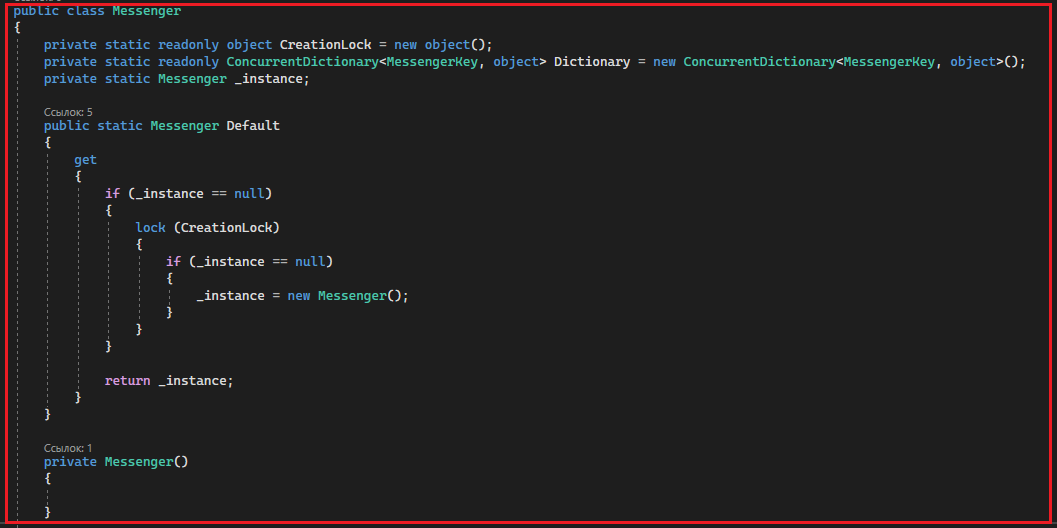 public class Messenger
{
private static readonly object CreationLock = new object();
private static readonly ConcurrentDictionary<MessengerKey, object> Dictionary = new ConcurrentDictionary<MessengerKey, object>();
private static Messenger _instance;
Ссылок: 5
public static Messenger Default
{
get
{
if (_instance == null)
{
lock (CreationLock)
{
if (_instance == null)
{
_instance = new Messenger();
}
}
}
return _instance;
}
}
Ссылок: 1
private Messenger()
{
}